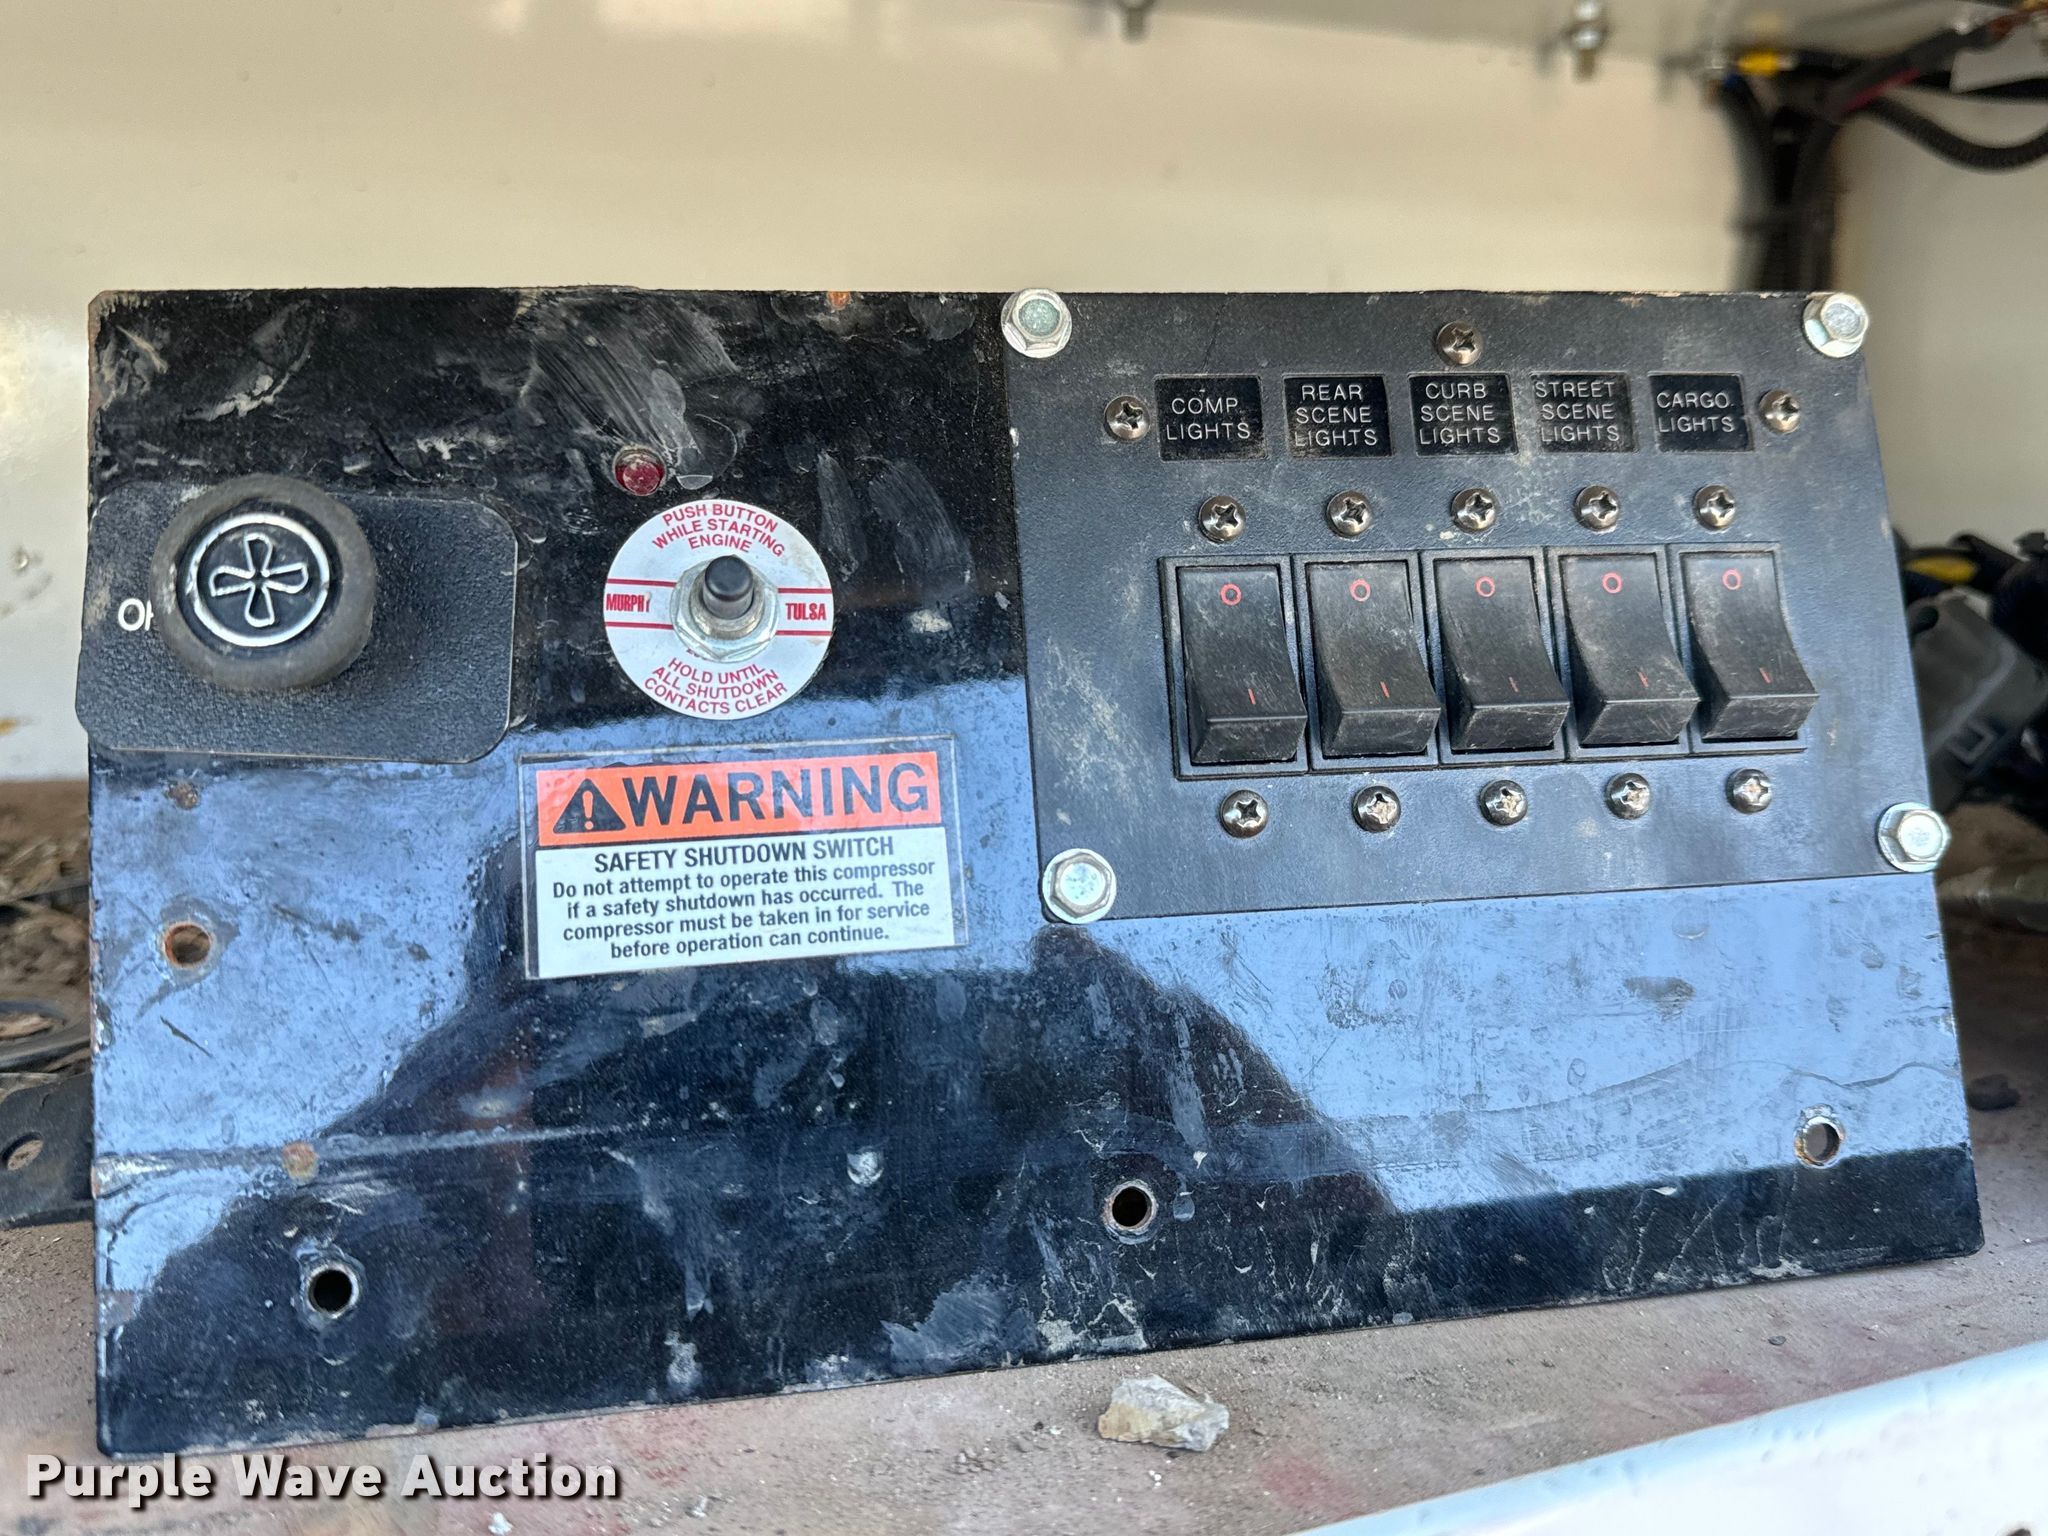 COMP
LIGHTS
REAR
SCENE
LIGHTS
CURB
SCENE
LIGHTS
STREET
SCENE
LIGHTS
CARGO
LIGHTS
PUSH BUTTON
WHILE STARTING
ENGINE
MURPHY
TULSA
HOLD UNTIL
ALL SHUTDOWN
CONTACTS CLEAR
WARNING
SAFETY SHUTDOWN SWITCH
Do not attempt to operate this compressor
if a safety shutdown has occurred. The
compressor must be taken in for service
before operation can continue.
Purple Wave Auction